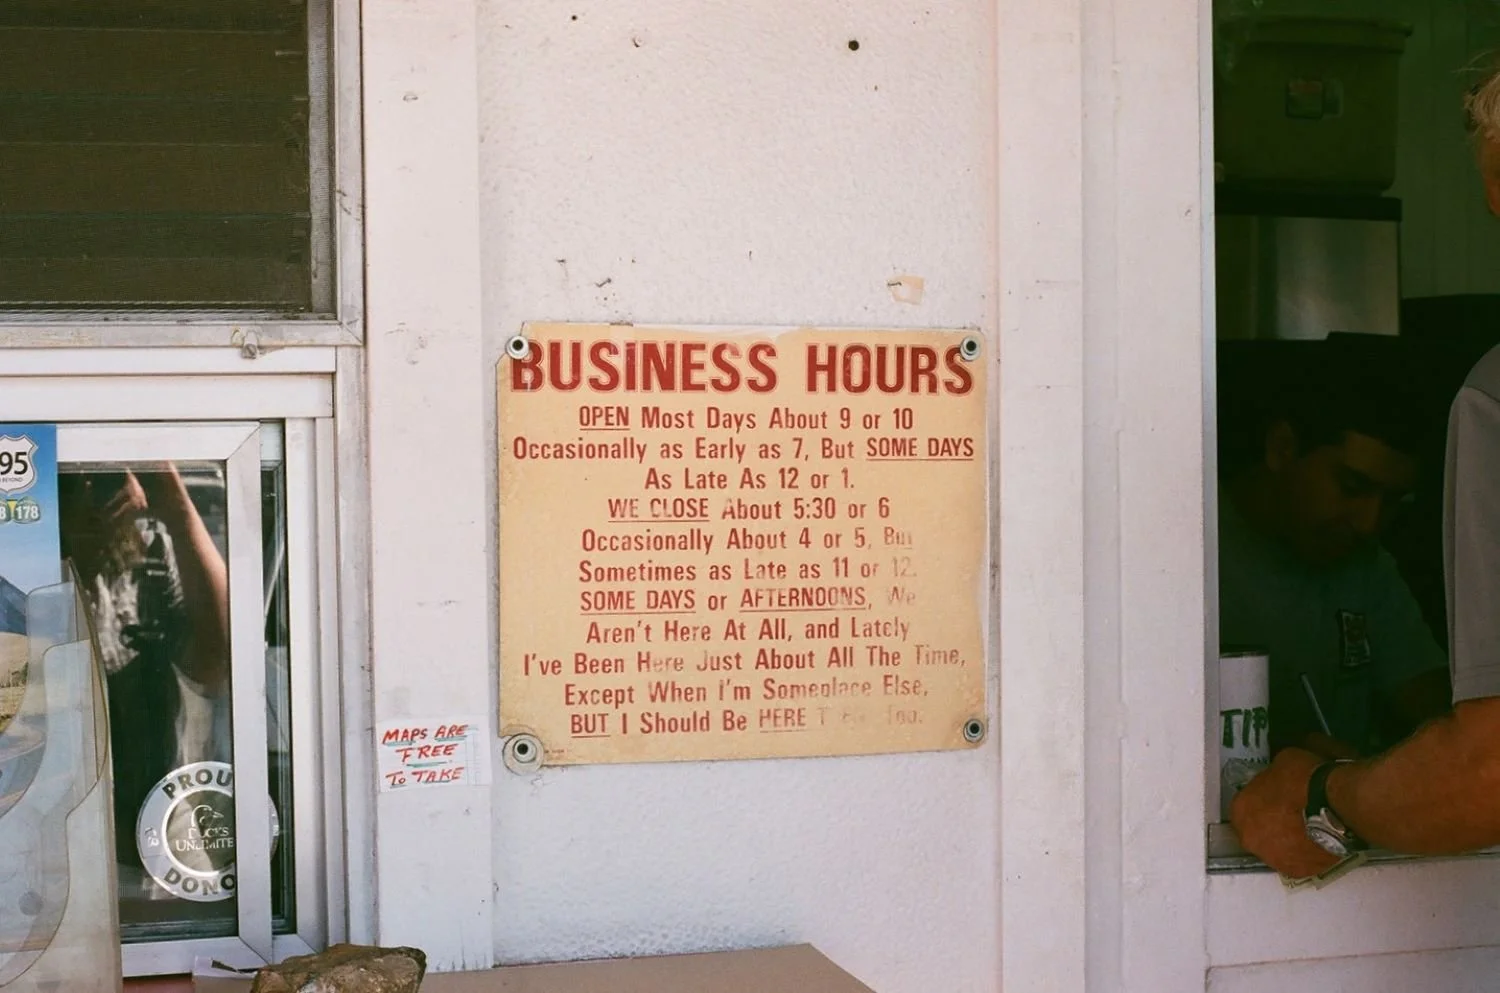 BUSINESS HOURS
OPEN Most Days About 9 or 10
Occasionally as Early as 7, But SOME DAYS
As Late As 12 or 1.
WE CLOSE About 5:30 or 6
Occasionally About 4 or 5, But
Sometimes as Late as 11 or 12.
SOME DAYS or AFTERNOONS, We
Aren't Here At All, and Lately
I've Been Here Just About All The Time,
Except When I'm Someplace Else,
BUT I Should Be HERE Then, Too.
MAPS ARE
FREE
TO TAKE
95
178
PROU
DUCKS
UNLIMITE
DONO
TIP